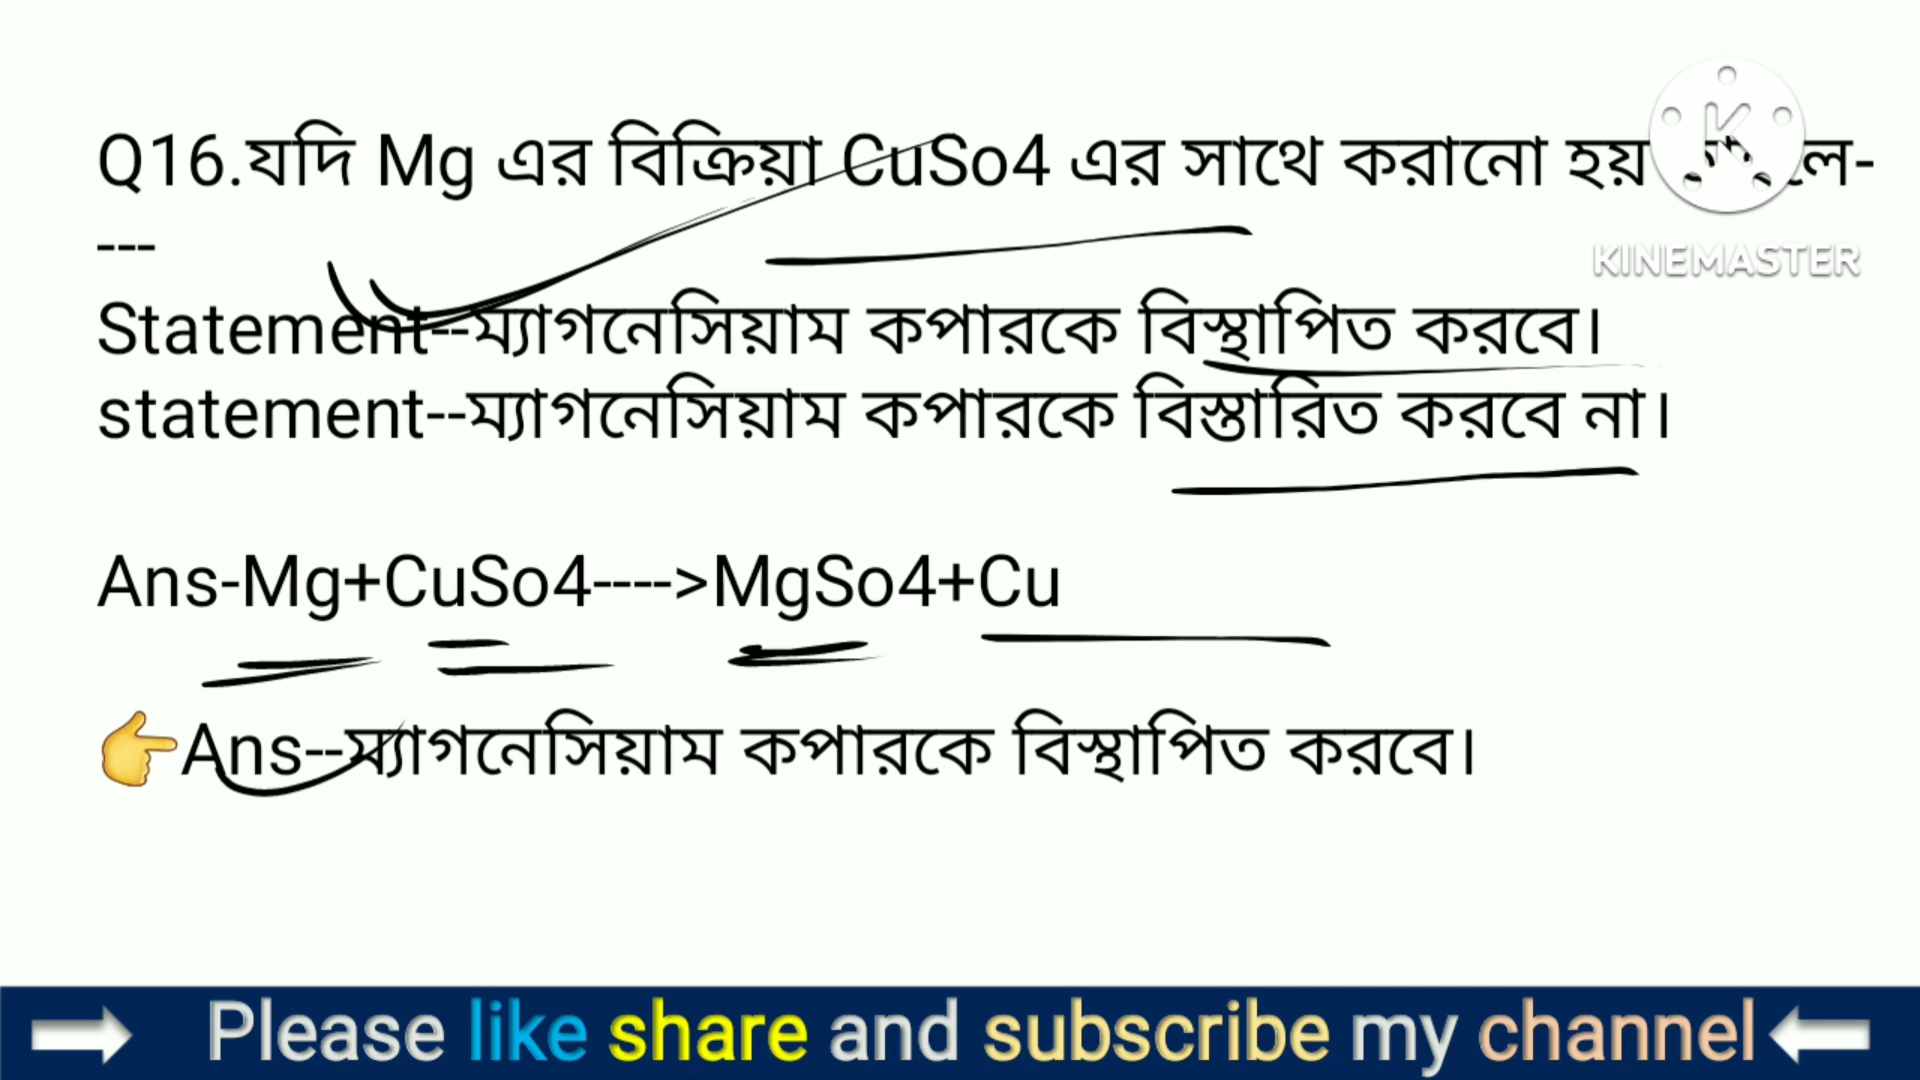 Q16.যদি Mg এর বিক্রিয়া CuSo4 এর সাথে করানো হয়
---
Statement--ম্যাগনেসিয়াম কপারকে বিস্থাপিত করবে।
statement--ম্যাগনেসিয়াম কপারকে বিস্তারিত করবে না।
Ans-Mg+CuSo4---->MgSo4+Cu
👉Ans--ম্যাগনেসিয়াম কপারকে বিস্থাপিত করবে।
KINEMASTER
Please like share and subscribe my channel